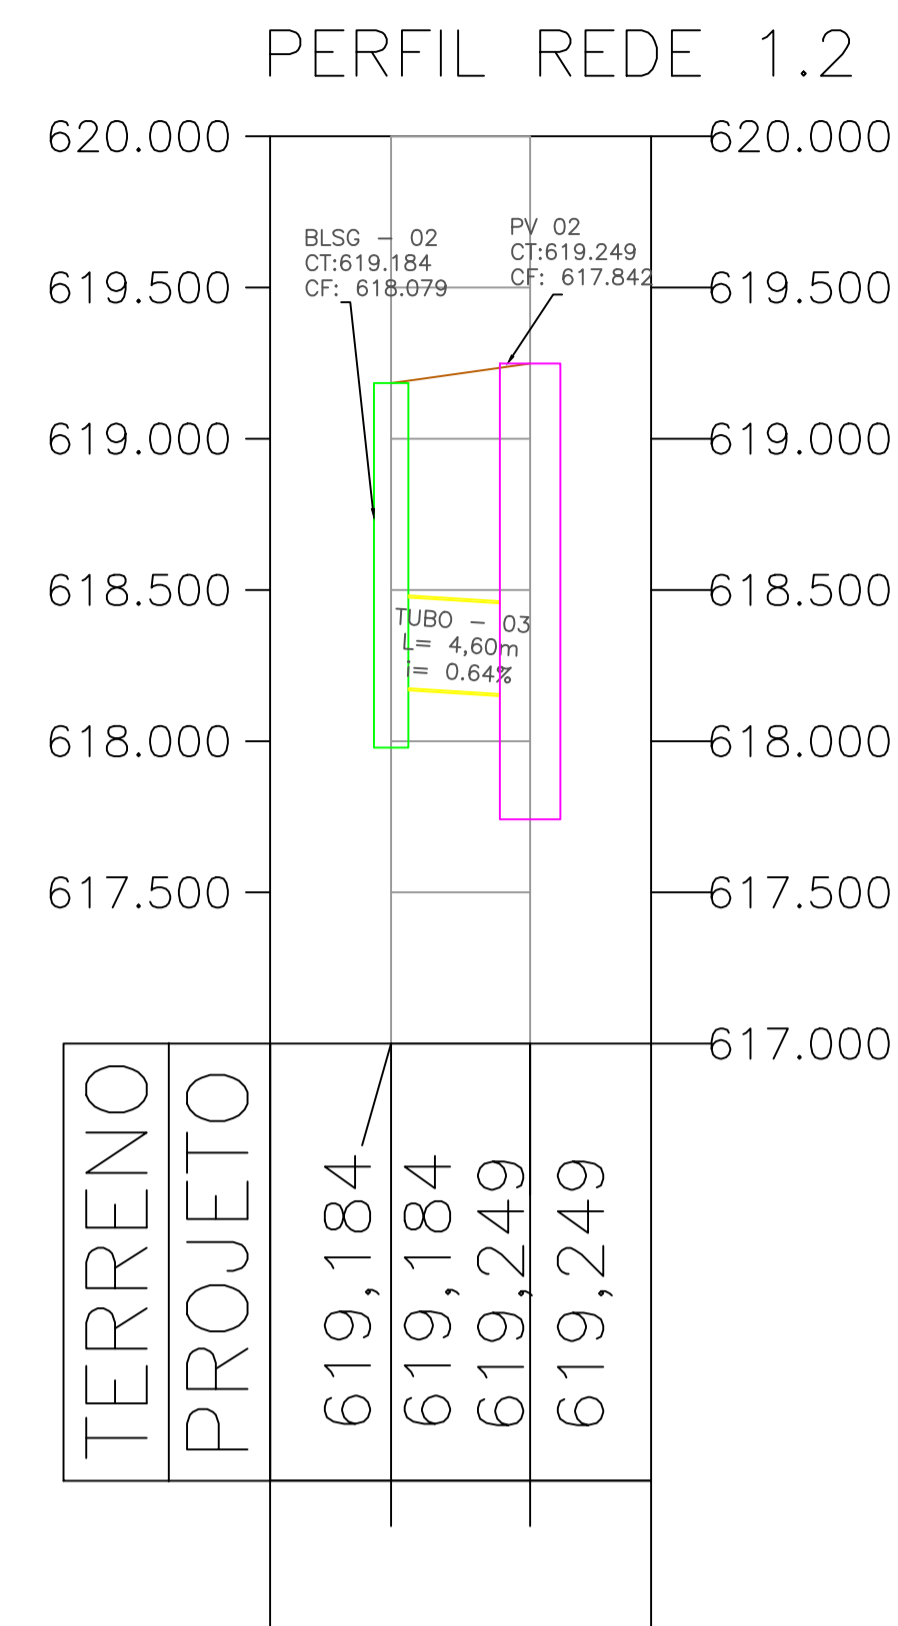 PERFIL REDE 1.2
620.000
620.000
BLSG - 02
CT:619.184
CF: 618.079
PV 02
CT:619.249
CF: 617.842
619.500
619.500
619.000
619.000
618.500
618.500
TUBO - 03
L= 4,60m
i= 0.64%
618.000
618.000
617.500
617.500
617.000
TERRENO
PROJETO
619,184
619,184
619,249
619,249